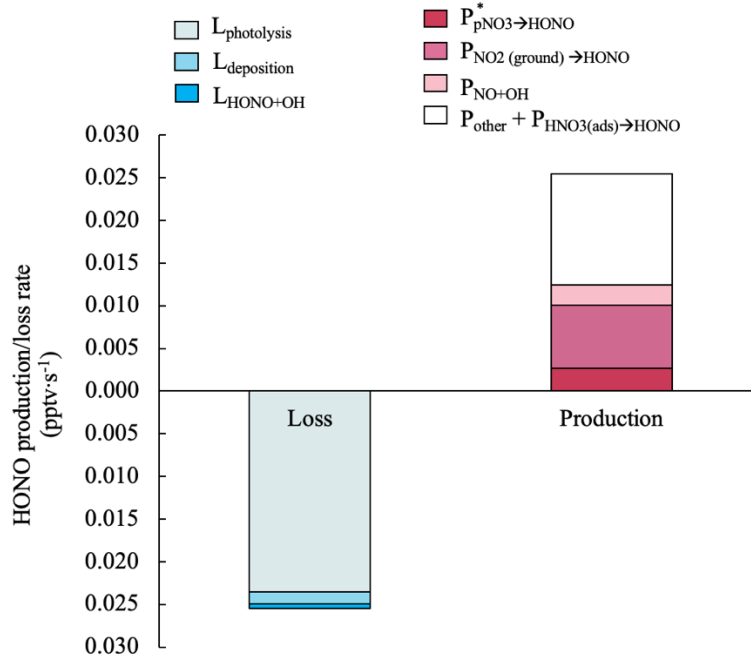 L_photolysis
L_deposition
L_HONO+OH
P*_pNO3→HONO
P_NO2 (ground) →HONO
P_NO+OH
P_other + P_HNO3(ads)→HONO
HONO production/loss rate
(pptv·s⁻¹)
0.030
0.025
0.020
0.015
0.010
0.005
0.000
0.005
0.010
0.015
0.020
0.025
0.030
Loss
Production